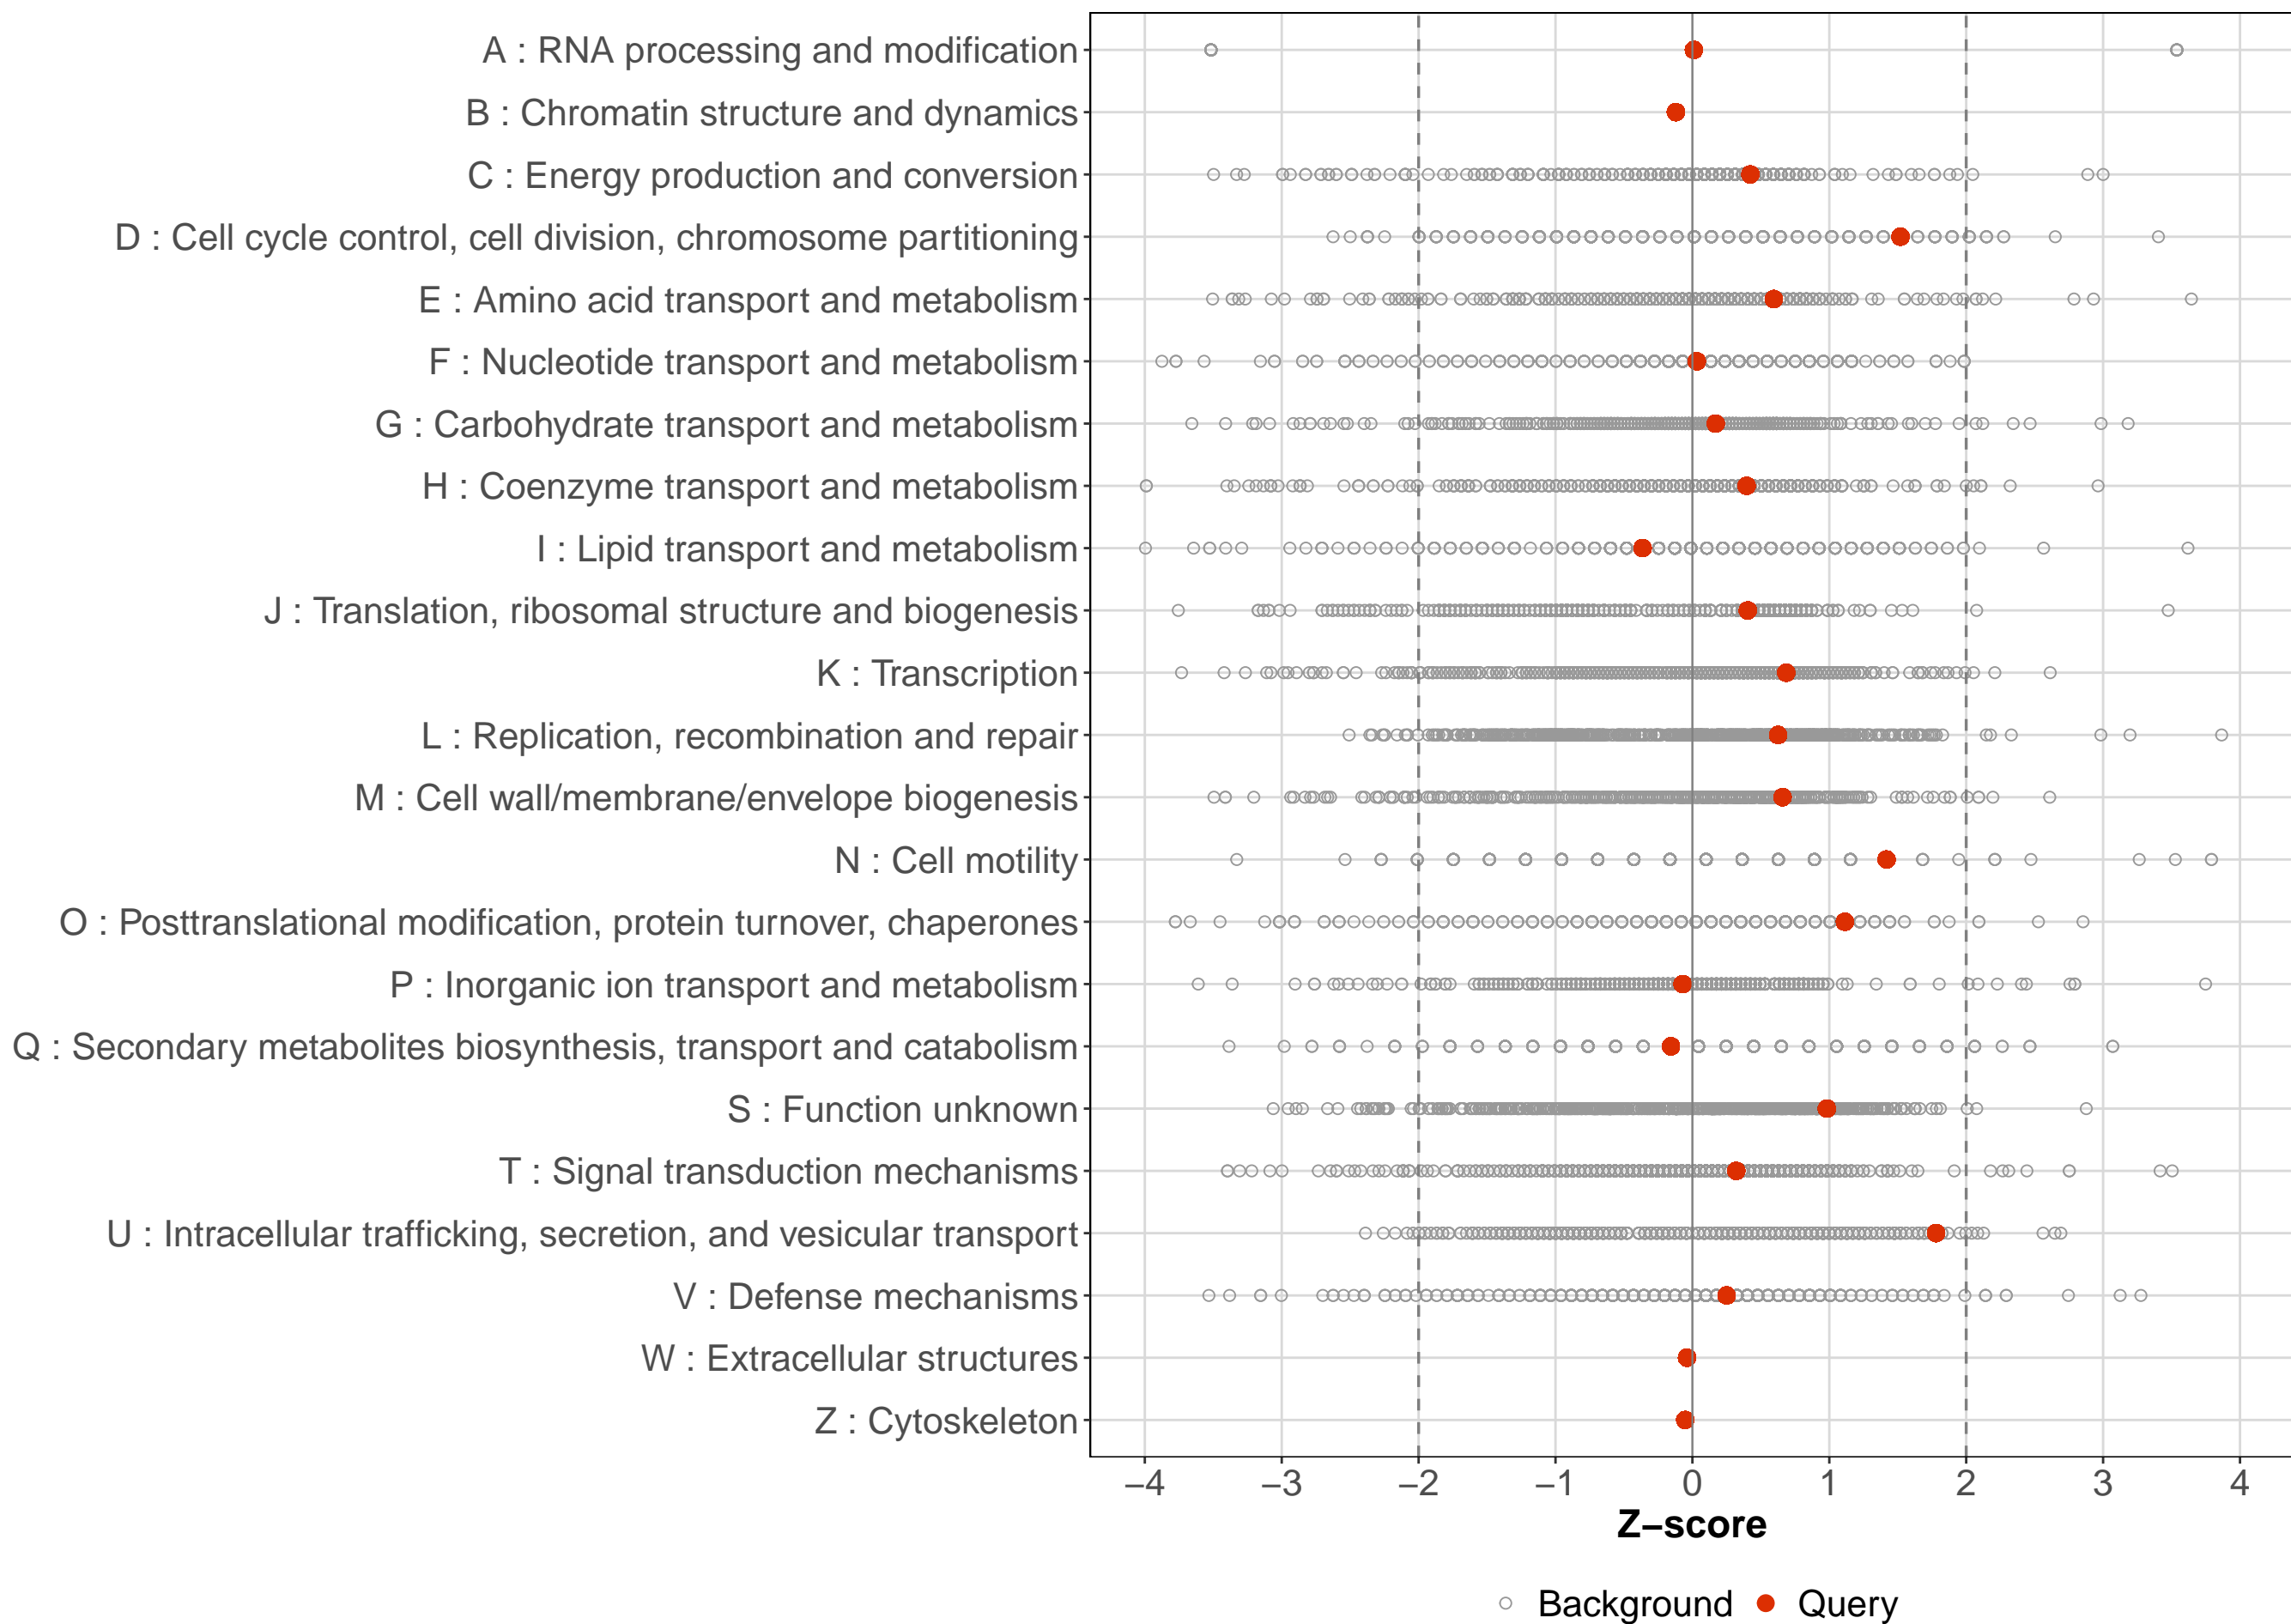 A : RNA processing and modification
B : Chromatin structure and dynamics
C : Energy production and conversion
D : Cell cycle control, cell division, chromosome partitioning
E : Amino acid transport and metabolism
F : Nucleotide transport and metabolism
G : Carbohydrate transport and metabolism
H : Coenzyme transport and metabolism
I : Lipid transport and metabolism
J : Translation, ribosomal structure and biogenesis
K : Transcription
L : Replication, recombination and repair
M : Cell wall/membrane/envelope biogenesis
N : Cell motility
O : Posttranslational modification, protein turnover, chaperones
P : Inorganic ion transport and metabolism
Q : Secondary metabolites biosynthesis, transport and catabolism
S : Function unknown
T : Signal transduction mechanisms
U : Intracellular trafficking, secretion, and vesicular transport
V : Defense mechanisms
W : Extracellular structures
Z : Cytoskeleton
−4 −3 −2 −1 0 1 2 3 4
Z−score
Background Query